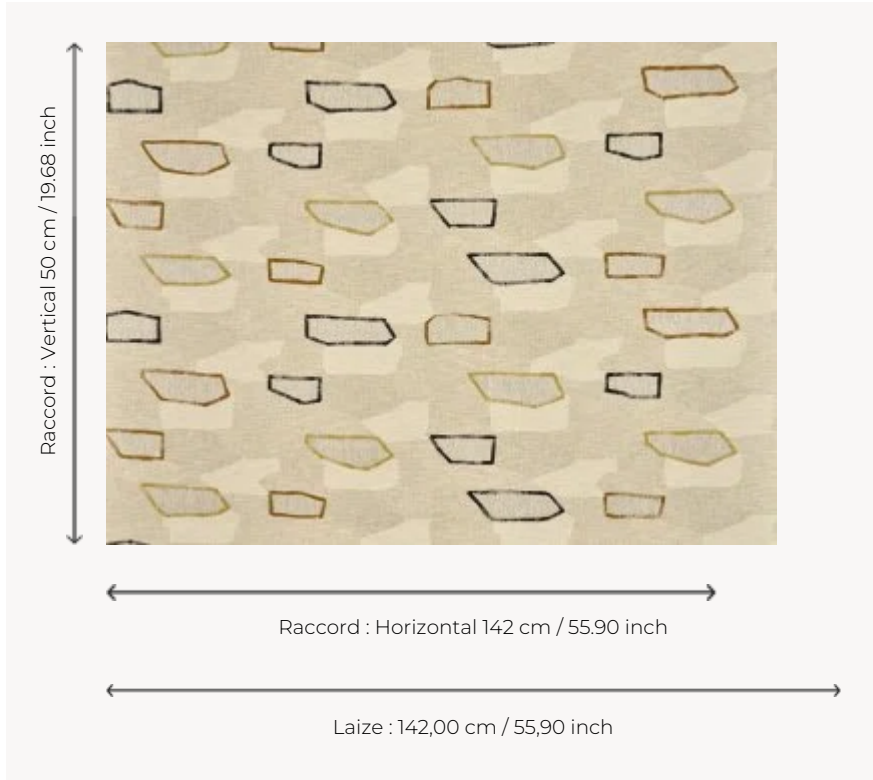 Raccord : Vertical 50 cm / 19.68 inch
Raccord : Horizontal 142 cm / 55.90 inch
Laize : 142,00 cm / 55,90 inch